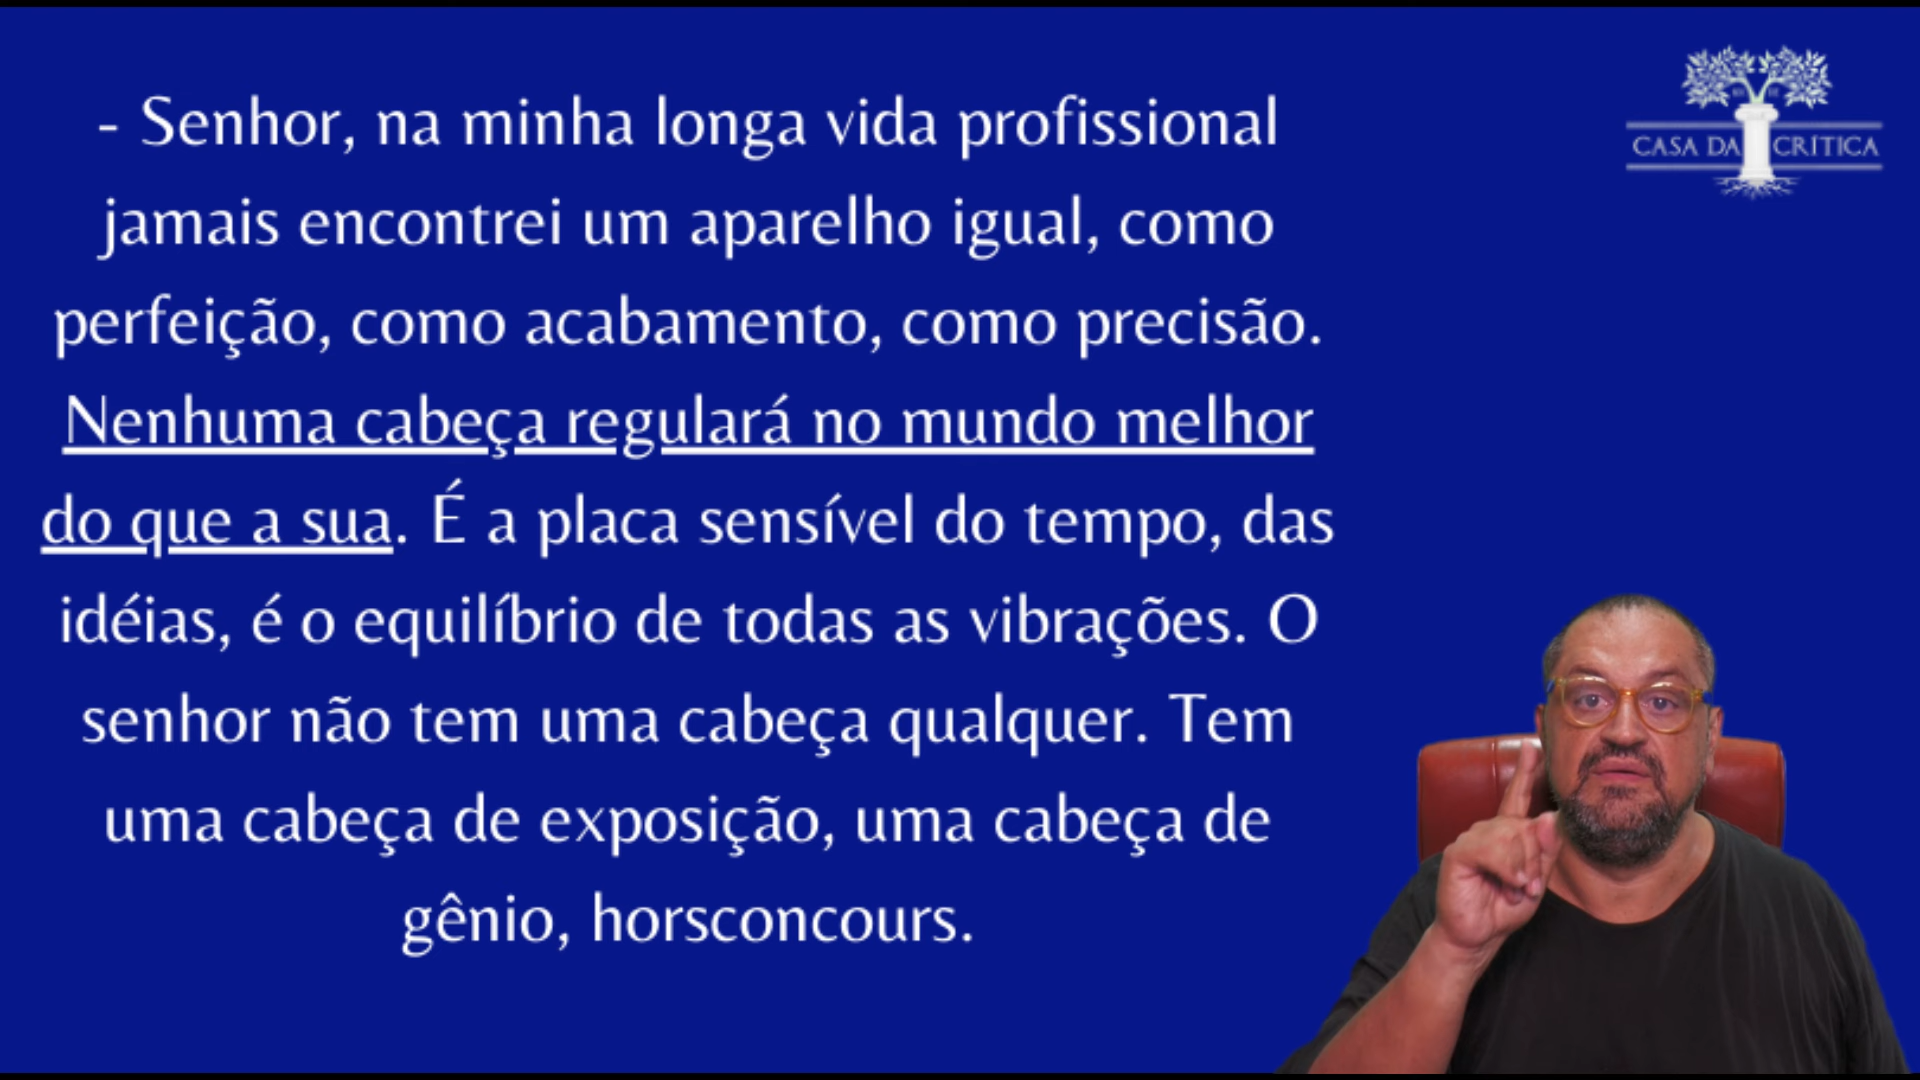 - Senhor, na minha longa vida profissional
jamais encontrei um aparelho igual, como
perfeição, como acabamento, como precisão.
Nenhuma cabeça regulará no mundo melhor
do que a sua. É a placa sensível do tempo, das
idéias, é o equilíbrio de todas as vibrações. O
senhor não tem uma cabeça qualquer. Tem
uma cabeça de exposição, uma cabeça de
gênio, horsconcours.
CASA DA CRÍTICA